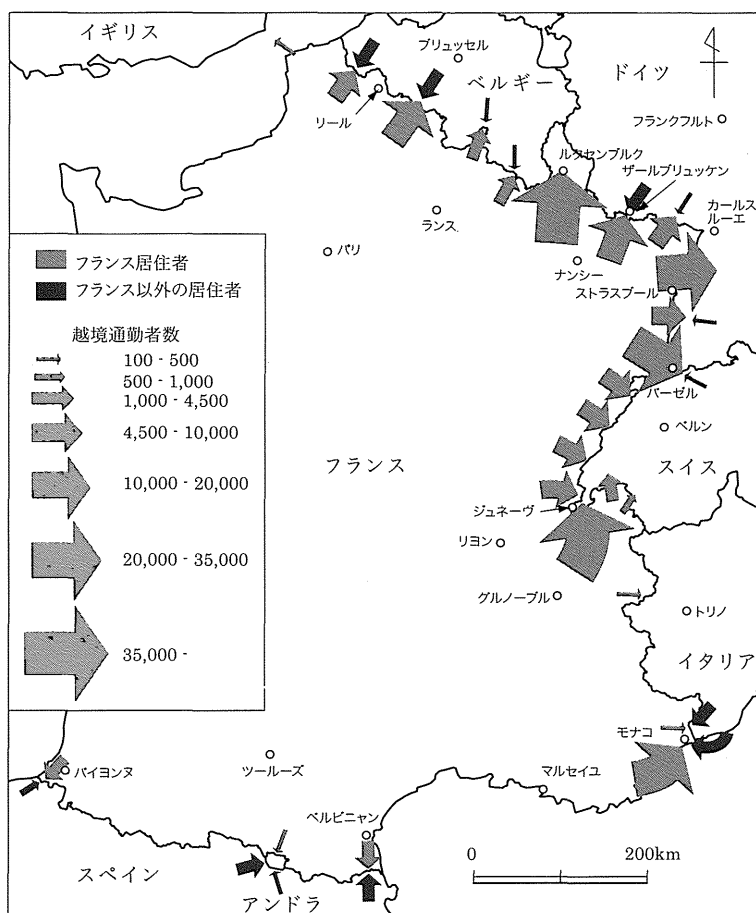 イギリス
ブリュッセル
ベルギー
ドイツ
リール
フランクフルト
ルクセンブルク
ザールブリュッケン
カールス
ルーエ
ランス
パリ
ナンシー
ストラスブール
フランス居住者
フランス以外の居住者
越境通勤者数
100 - 500
500 - 1,000
1,000 - 4,500
4,500 - 10,000
10,000 - 20,000
20,000 - 35,000
35,000 -
バーゼル
ベルン
フランス
スイス
ジュネーヴ
リヨン
グルノーブル
トリノ
イタリア
モナコ
バイヨンヌ
ツールーズ
マルセイユ
ペルピニャン
0 200km
スペイン
アンドラ